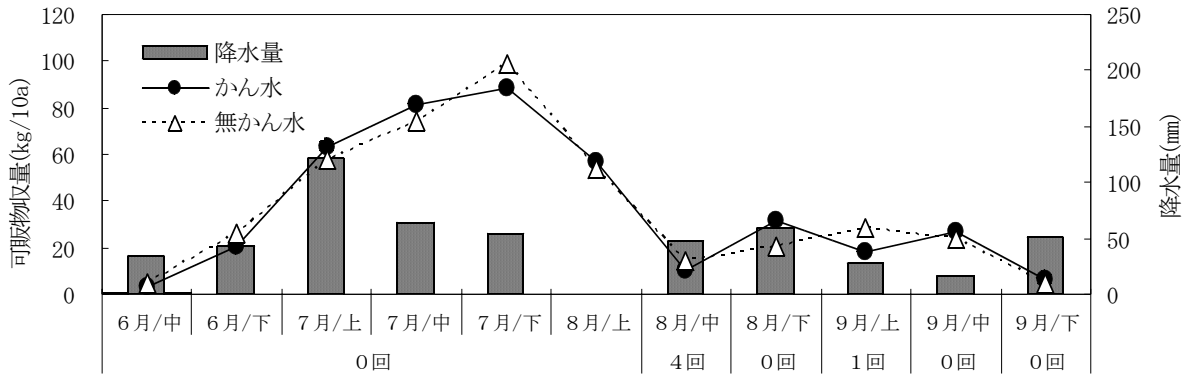 可販物収量(kg/10a)
120
100
80
60
40
20
0
降水量
かん水
無かん水
250
200
150
100
50
0
降水量(㎜)
６月/中 ６月/下 ７月/上 ７月/中 ７月/下 ８月/上 ８月/中 ８月/下 ９月/上 ９月/中 ９月/下
０回 ４回 ０回 １回 ０回 ０回